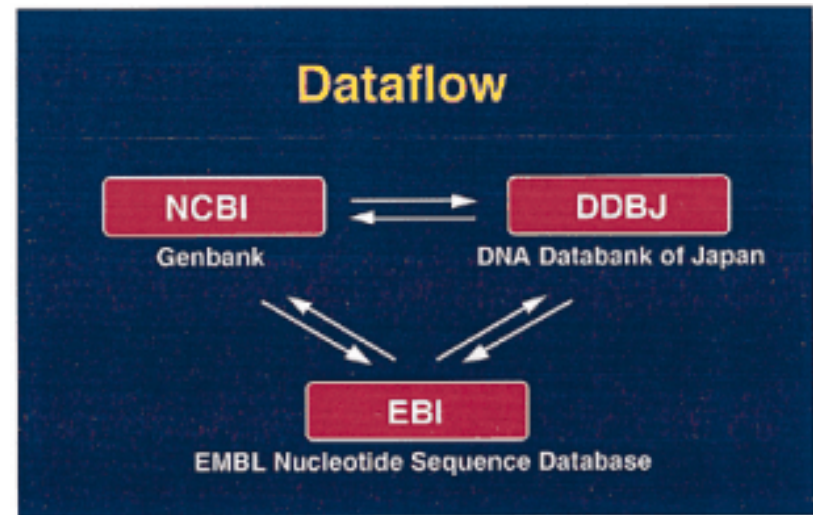 Dataflow
NCBI
DDBJ
Genbank
DNA Databank of Japan
EBI
EMBL Nucleotide Sequence Database